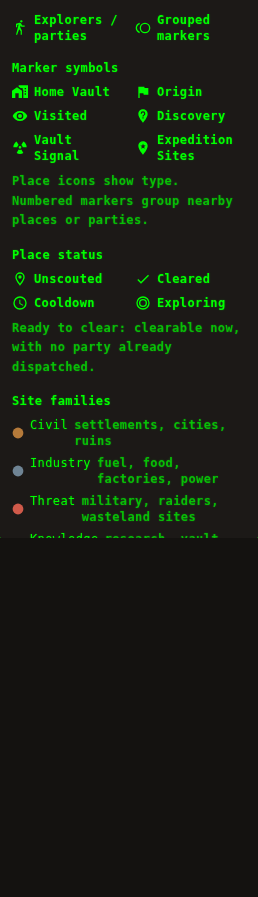 Explorers / Grouped
parties markers
Marker symbols
Home Vault Origin
Visited Discovery
Vault Expedition
Signal Sites
Place icons show type.
Numbered markers group nearby
places or parties.
Place status
Unscouted Cleared
Cooldown Exploring
Ready to clear: clearable now,
with no party already
dispatched.
Site families
Civil settlements, cities,
ruins
Industry fuel, food,
factories, power
Threat military, raiders,
wasteland sites
Knowledge research, vault